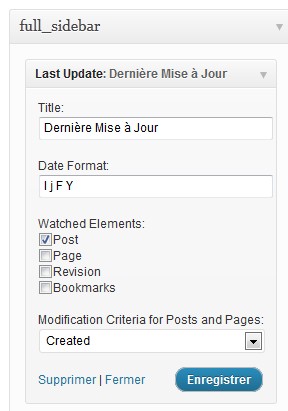 full_sidebar
Last Update: Dernière Mise à Jour
Title:
Dernière Mise à Jour
Date Format:
l j F Y
Watched Elements:
Post
Page
Revision
Bookmarks
Modification Criteria for Posts and Pages:
Created
Supprimer | Fermer
Enregistrer